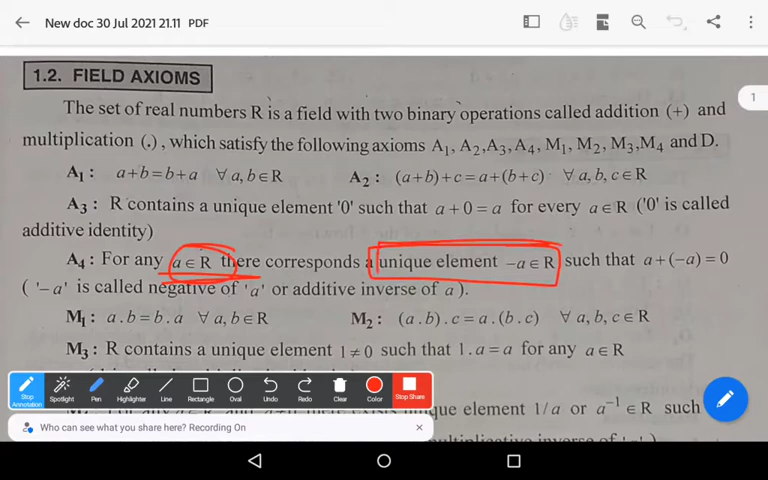 New doc 30 Jul 2021 21.11 PDF
1.2. FIELD AXIOMS
1
The set of real numbers R is a field with two binary operations called addition (+) and
multiplication (.), which satisfy the following axioms A₁, A₂,A₃, A₄, M₁, M₂, M₃,M₄ and D.
A₁ : a+b=b+a ∀ a,b∈R A₂ : (a+b)+c=a+(b+c) ∀ a,b,c∈R
A₃ : R contains a unique element '0' such that a+0=a for every a∈R ('0' is called
additive identity)
A₄ : For any a∈R there corresponds a unique element -a∈R such that a+(-a)=0
( '-a' is called negative of 'a' or additive inverse of a).
M₁ : a.b=b.a ∀ a,b∈R M₂ : (a.b).c=a.(b.c) ∀ a,b,c∈R
M₃ : R contains a unique element 1≠0 such that 1.a=a for any a∈R
Stop Annotation Spotlight Pen Highlighter Line Rectangle Oval Undo Redo Clear Color Stop Share
unique element 1/a or a⁻¹∈R such
Who can see what you share here? Recording On